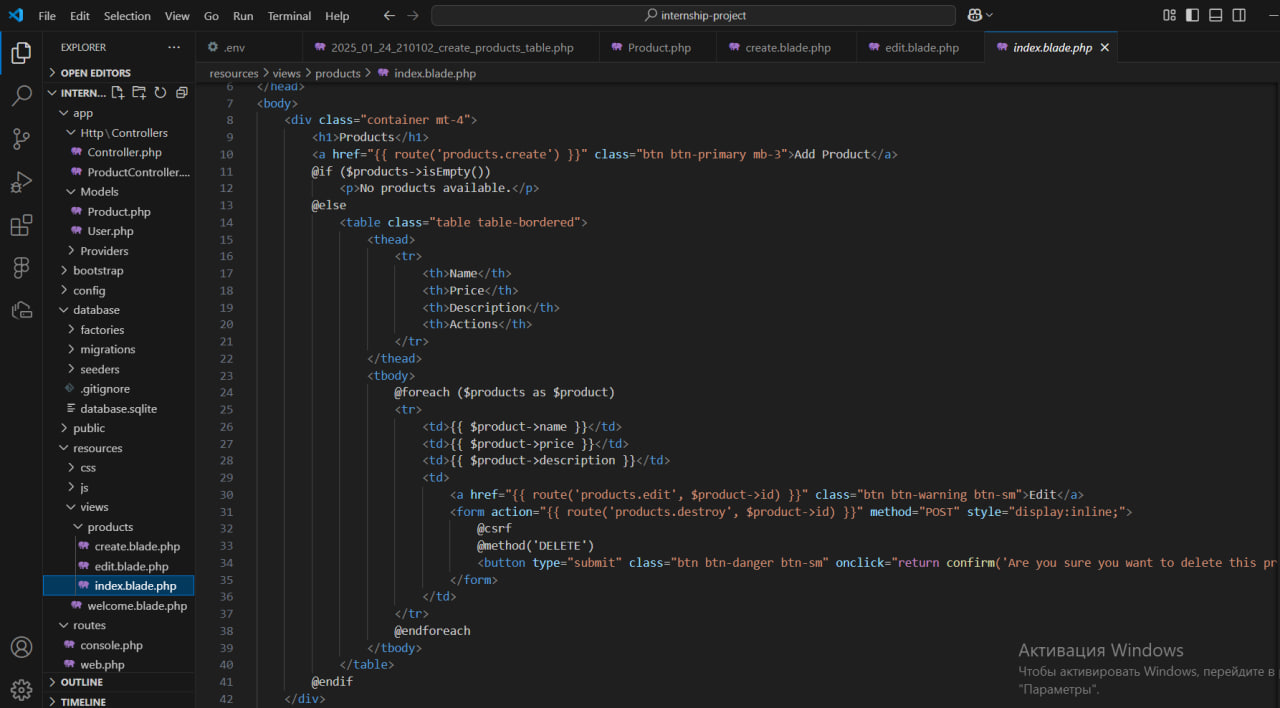 File Edit Selection View Go Run Terminal Help
internship-project
EXPLORER
OPEN EDITORS
INTERN...
app
Http\Controllers
Controller.php
ProductController....
Models
Product.php
User.php
Providers
bootstrap
config
database
factories
migrations
seeders
.gitignore
database.sqlite
public
resources
css
js
views
products
create.blade.php
edit.blade.php
index.blade.php
welcome.blade.php
routes
console.php
web.php
OUTLINE
TIMELINE
.env 2025_01_24_210102_create_products_table.php Product.php create.blade.php edit.blade.php index.blade.php
resources > views > products > index.blade.php
6 </head>
7 <body>
8 <div class="container mt-4">
9 <h1>Products</h1>
10 <a href="{{ route('products.create') }}" class="btn btn-primary mb-3">Add Product</a>
11 @if ($products->isEmpty())
12 <p>No products available.</p>
13 @else
14 <table class="table table-bordered">
15 <thead>
16 <tr>
17 <th>Name</th>
18 <th>Price</th>
19 <th>Description</th>
20 <th>Actions</th>
21 </tr>
22 </thead>
23 <tbody>
24 @foreach ($products as $product)
25 <tr>
26 <td>{{ $product->name }}</td>
27 <td>{{ $product->price }}</td>
28 <td>{{ $product->description }}</td>
29 <td>
30 <a href="{{ route('products.edit', $product->id) }}" class="btn btn-warning btn-sm">Edit</a>
31 <form action="{{ route('products.destroy', $product->id) }}" method="POST" style="display:inline;">
32 @csrf
33 @method('DELETE')
34 <button type="submit" class="btn btn-danger btn-sm" onclick="return confirm('Are you sure you want to delete this pr
35 </form>
36 </td>
37 </tr>
38 @endforeach
39 </tbody>
40 </table>
41 @endif
42 </div>
Активация Windows
Чтобы активировать Windows, перейдите в
"Параметры".